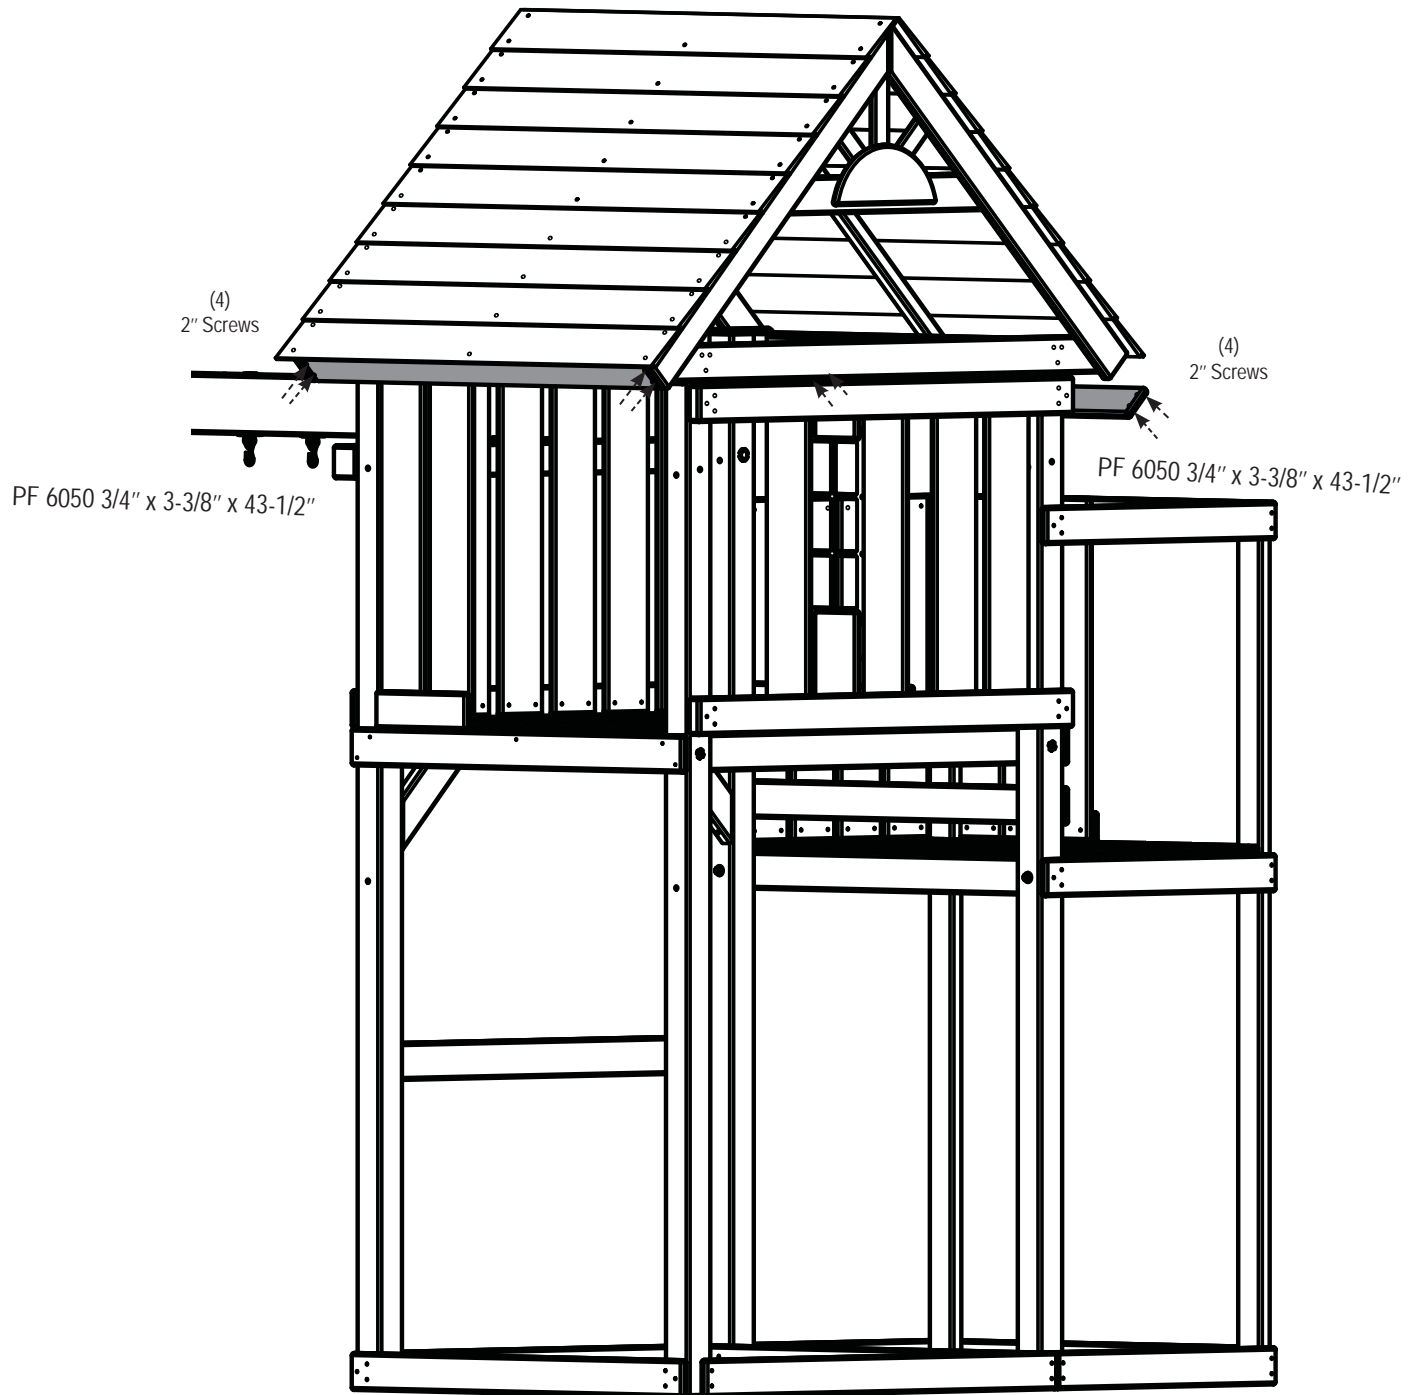 (4)
2" Screws
(4)
2" Screws
PF 6050 3/4" x 3-3/8" x 43-1/2"
PF 6050 3/4" x 3-3/8" x 43-1/2"